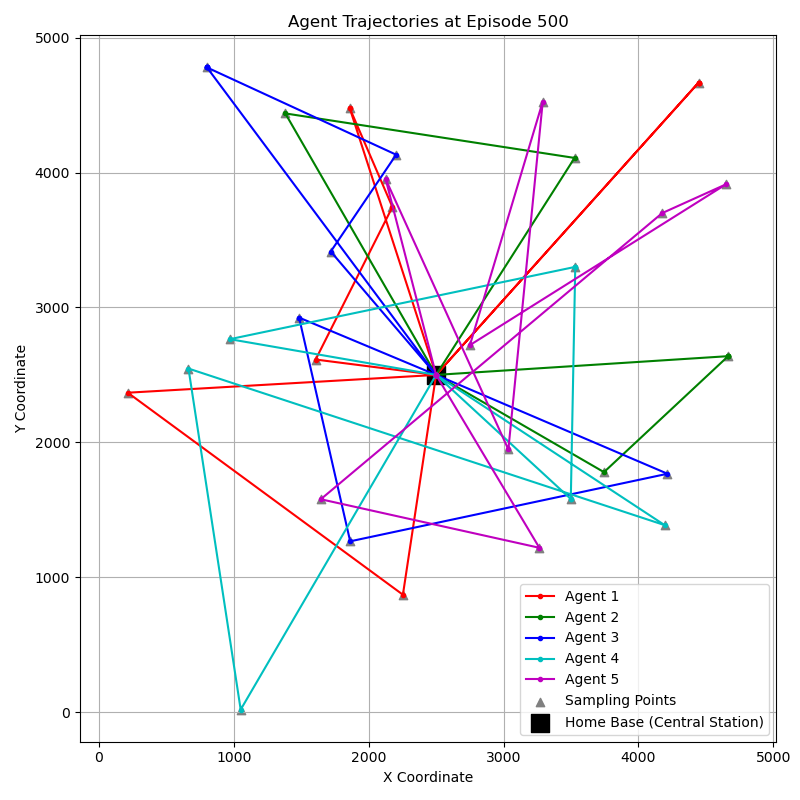 Agent Trajectories at Episode 500
5000
4000
3000
2000
1000
0
Y Coordinate
0 1000 2000 3000 4000 5000
X Coordinate
Agent 1
Agent 2
Agent 3
Agent 4
Agent 5
Sampling Points
Home Base (Central Station)